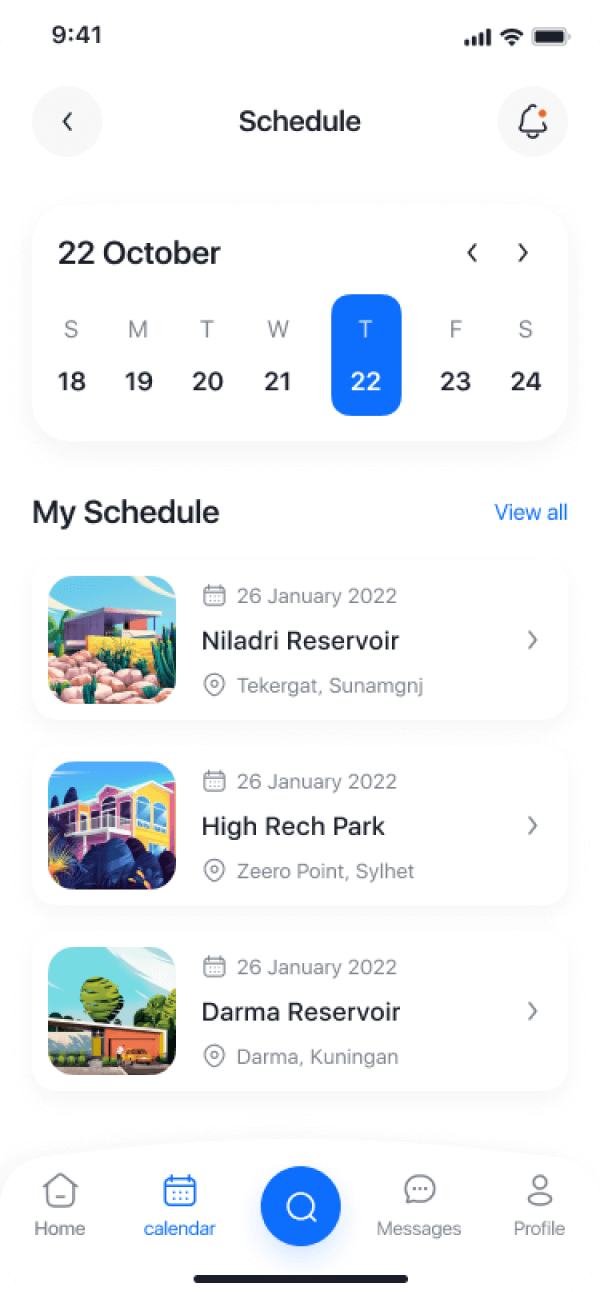 9:41
Schedule
22 October
S M T W T F S
18 19 20 21 22 23 24
My Schedule
View all
26 January 2022
Niladri Reservoir
Tekergat, Sunamgnj
26 January 2022
High Rech Park
Zeero Point, Sylhet
26 January 2022
Darma Reservoir
Darma, Kuningan
Home
calendar
Messages
Profile